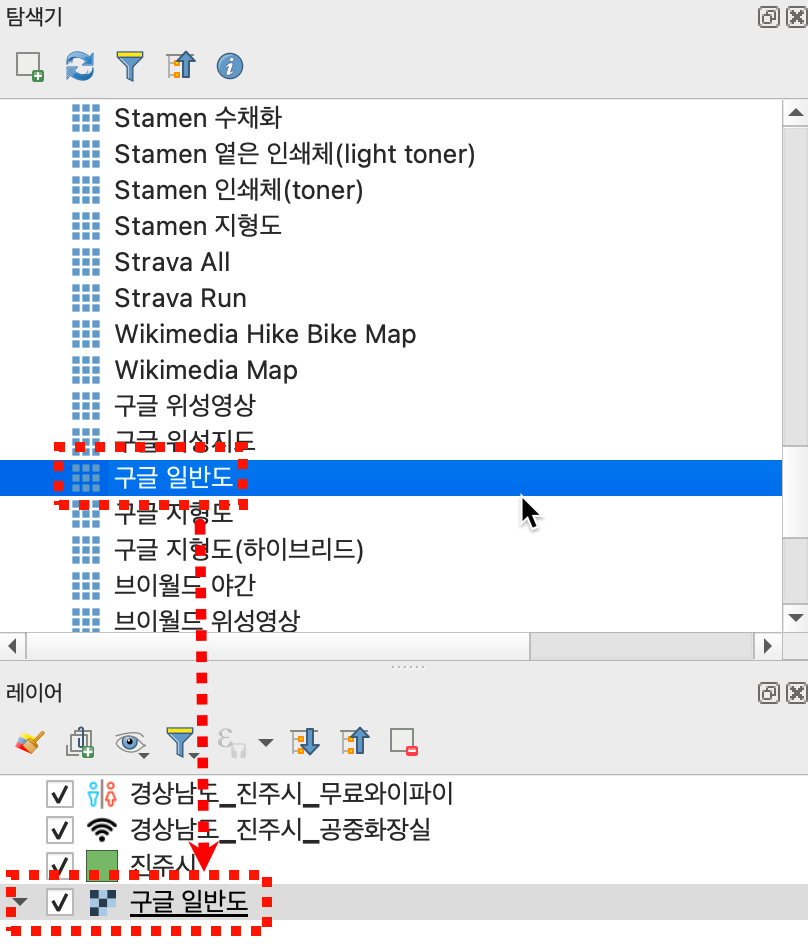 탐색기
Stamen 수채화
Stamen 옅은 인쇄체(light toner)
Stamen 인쇄체(toner)
Stamen 지형도
Strava All
Strava Run
Wikimedia Hike Bike Map
Wikimedia Map
구글 위성영상
구글 위성지도
구글 일반도
구글 지형도
구글 지형도(하이브리드)
브이월드 야간
브이월드 위성영상
레이어
경상남도_진주시_무료와이파이
경상남도_진주시_공중화장실
진주시
구글 일반도